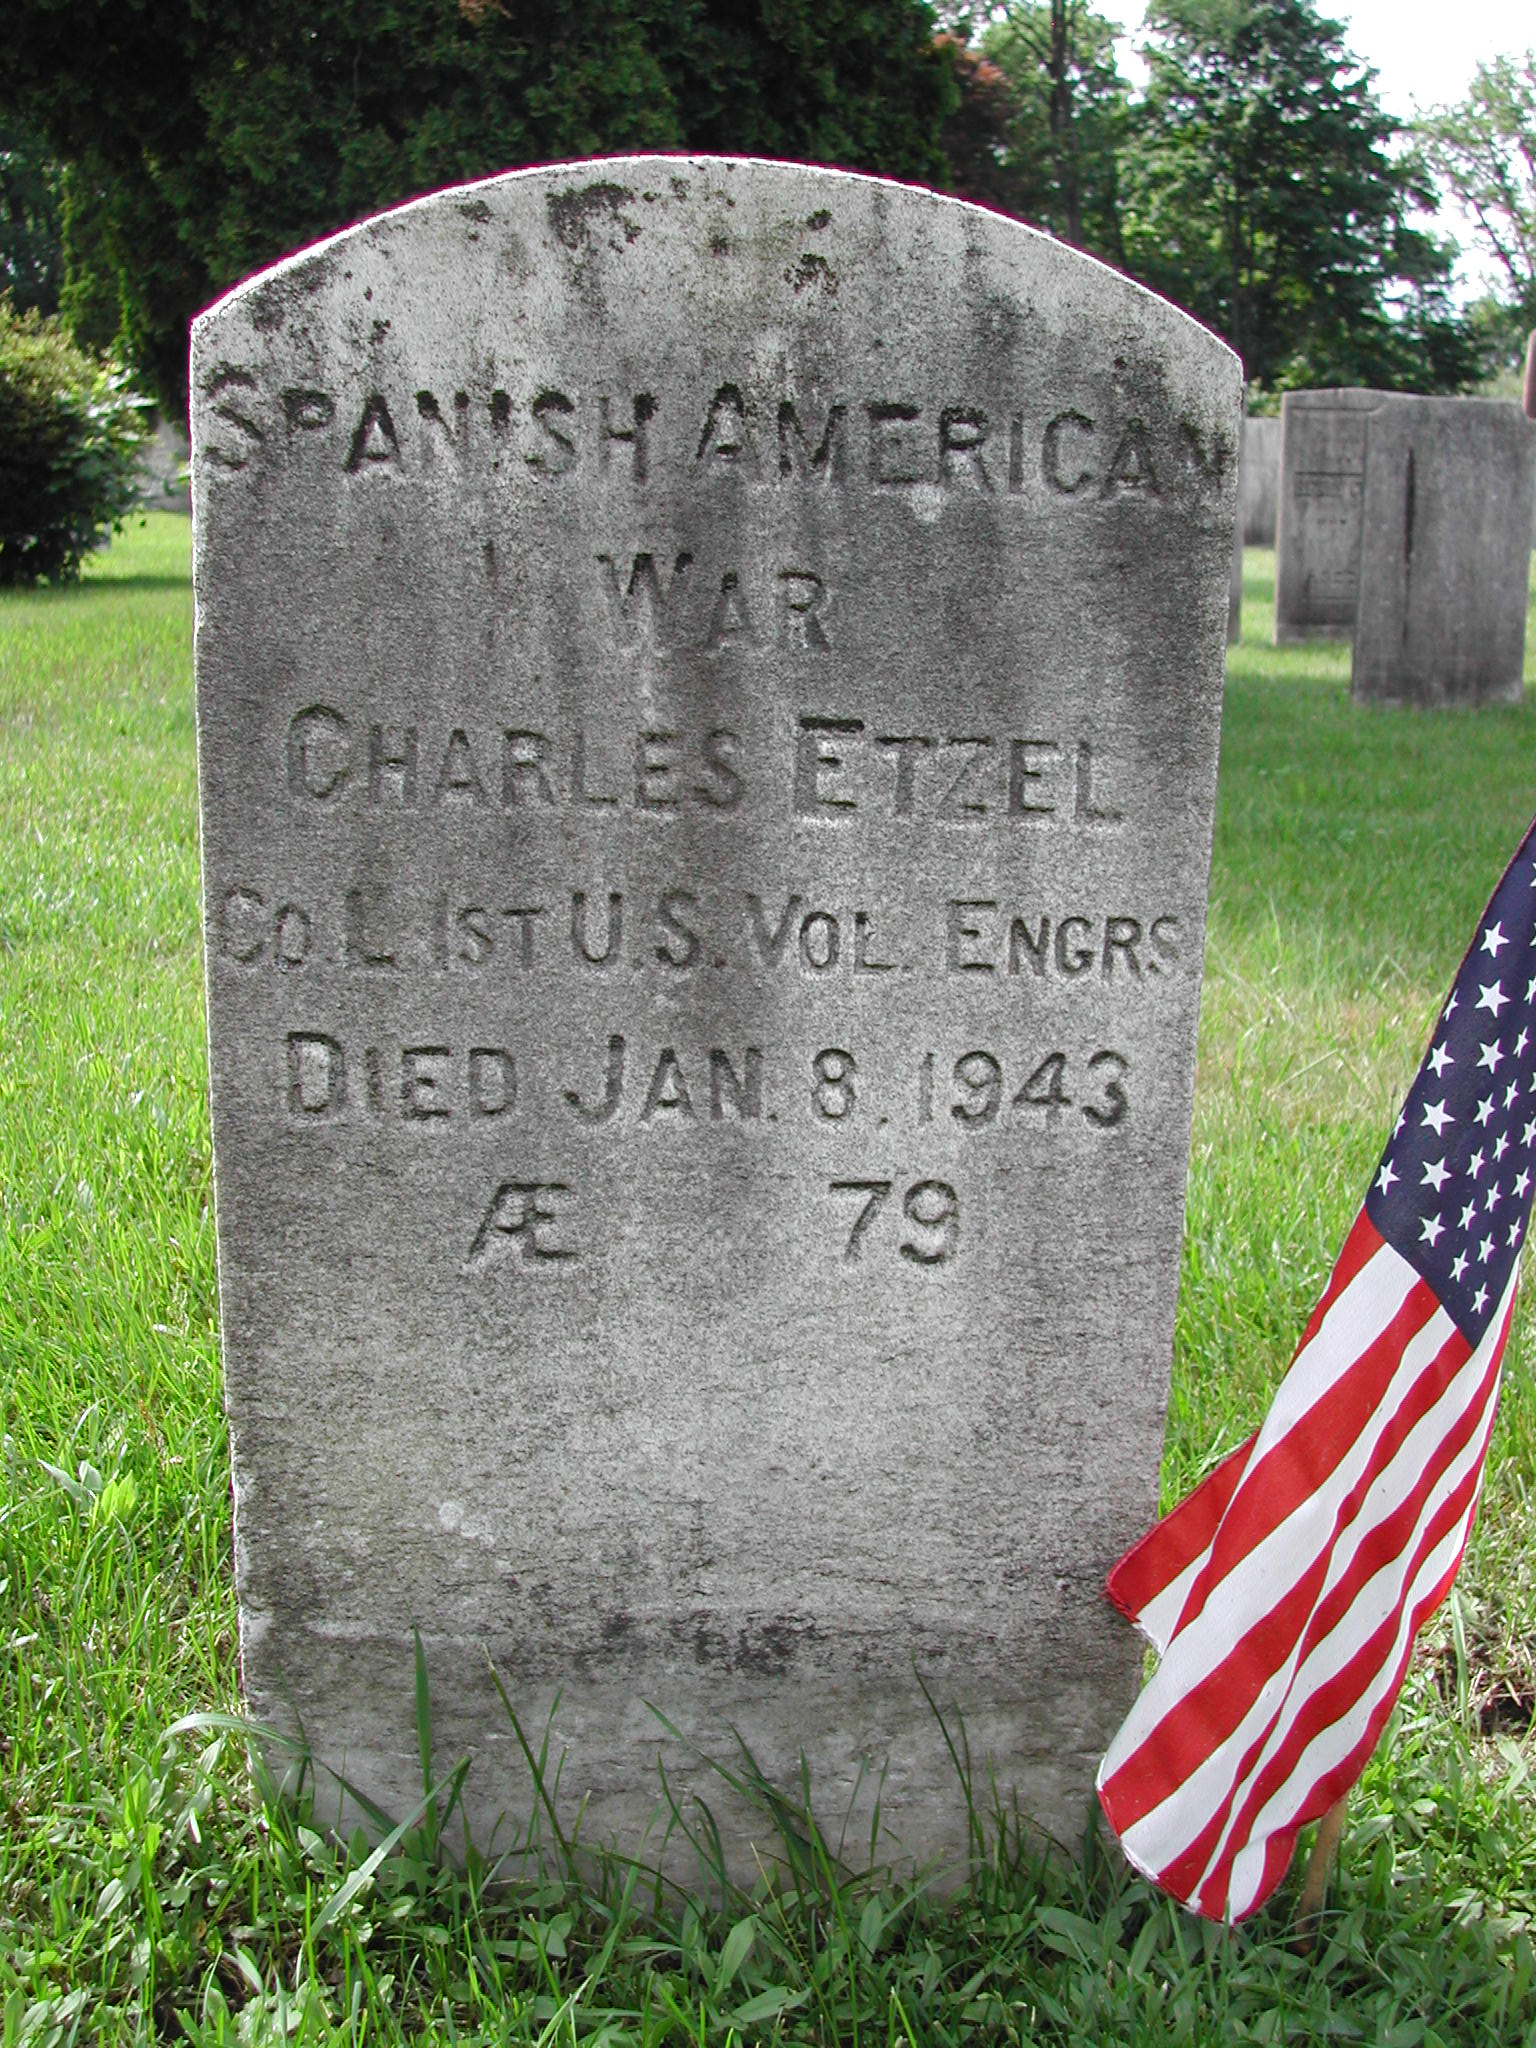 SPANISH AMERICAN
WAR
CHARLES ETZEL
CO. L 1ST U.S. VOL. ENGRS
DIED JAN. 8. 1943
Æ 79